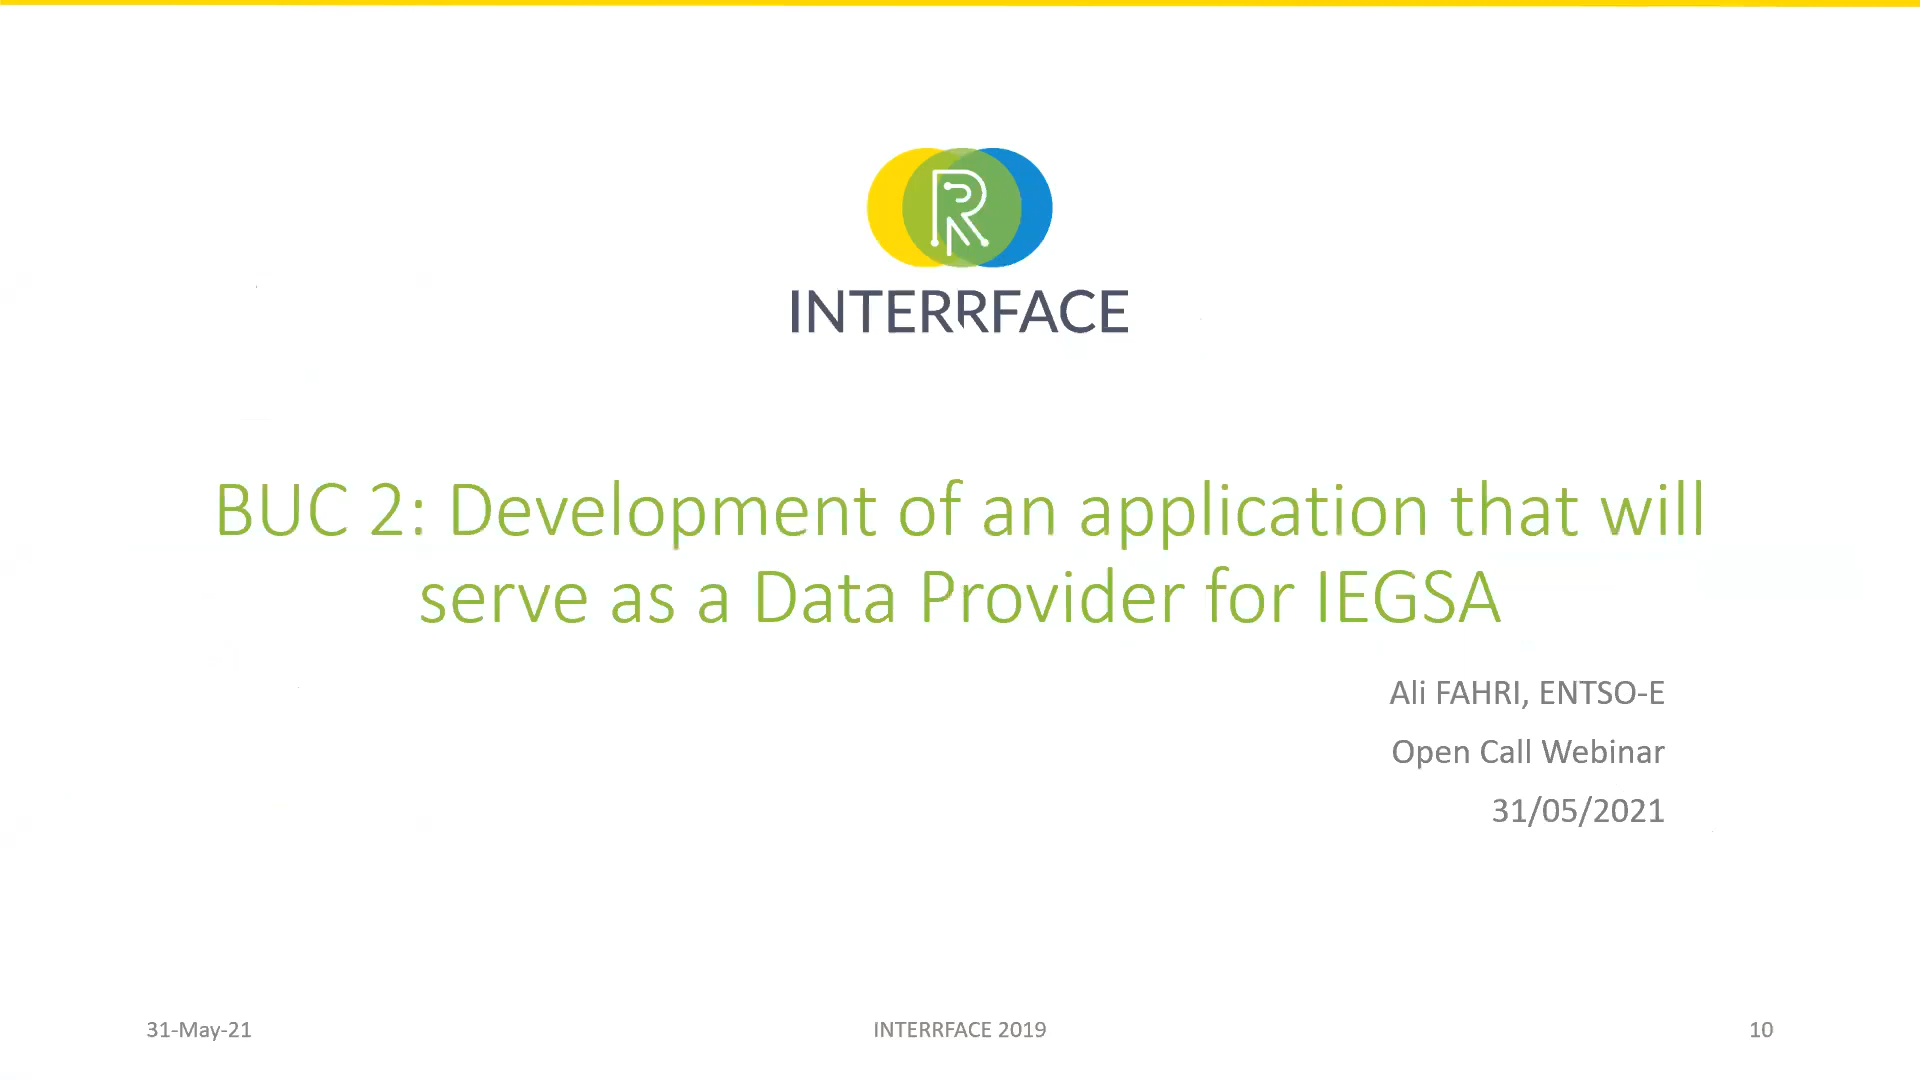 INTERRFACE
BUC 2: Development of an application that will
serve as a Data Provider for IEGSA
Ali FAHRI, ENTSO-E
Open Call Webinar
31/05/2021
31-May-21
INTERRFACE 2019
10